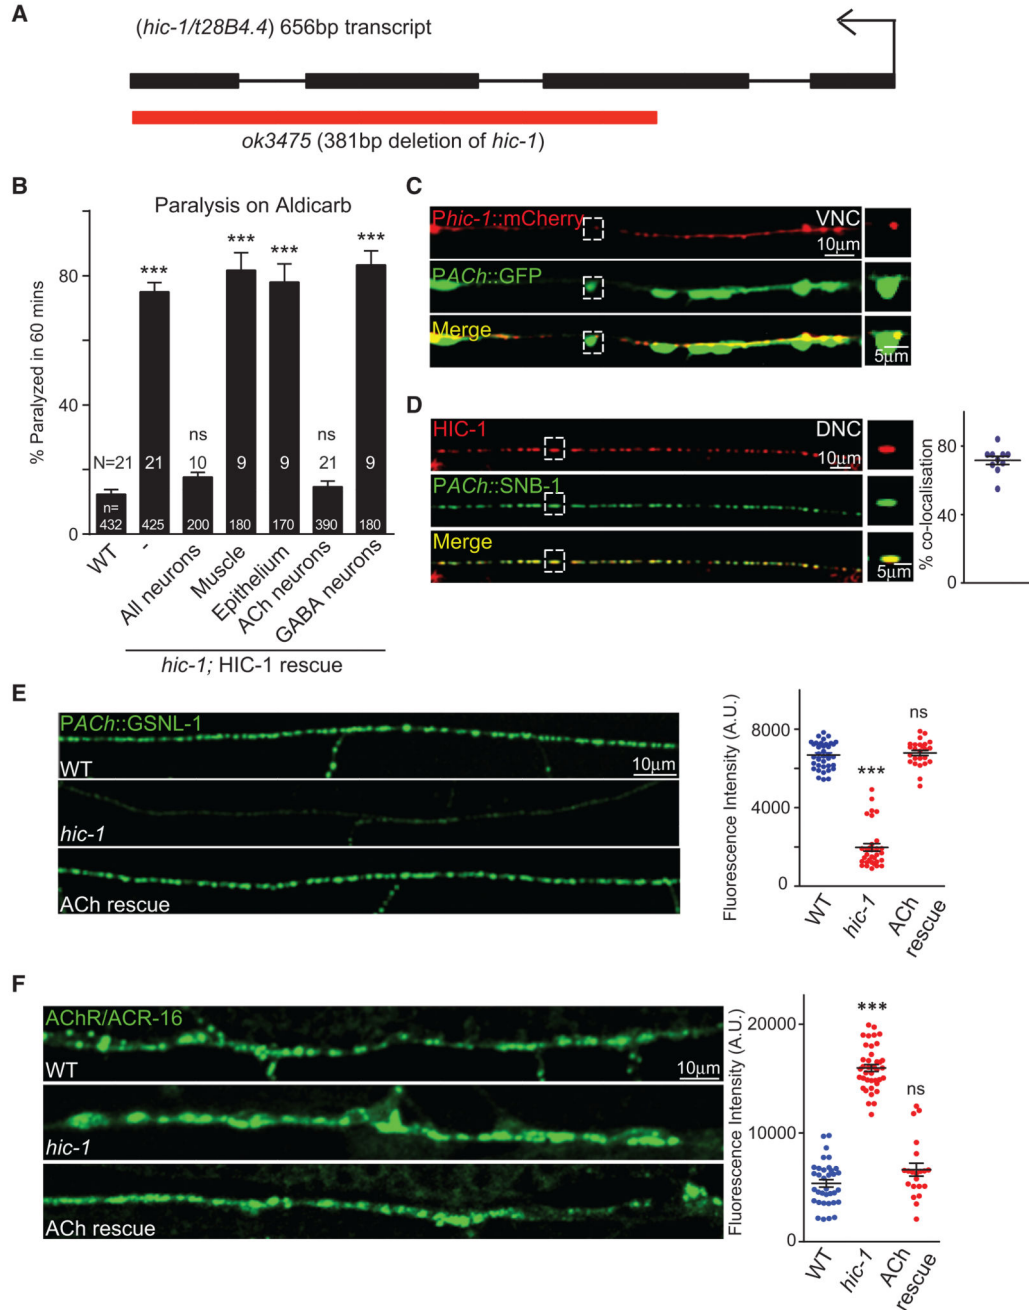 A
(hic-1/t28B4.4) 656bp transcript
ok3475 (381bp deletion of hic-1)
B
Paralysis on Aldicarb
% Paralyzed in 60 mins
80
40
0
***
ns
***
***
ns
***
N=21
21
10
9
9
21
9
n=
432
425
200
180
170
390
180
WT
-
All neurons
Muscle
Epithelium
ACh neurons
GABA neurons
hic-1; HIC-1 rescue
C
Phic-1::mCherry
VNC
10μm
PACh::GFP
Merge
5μm
D
HIC-1
DNC
10μm
PACh::SNB-1
Merge
5μm
% co-localisation
80
40
0
E
PACh::GSNL-1
WT
10μm
hic-1
ACh rescue
Fluorescence Intensity (A.U.)
8000
4000
0
***
ns
WT
hic-1
ACh
rescue
F
AChR/ACR-16
WT
10μm
hic-1
ACh rescue
Fluorescence Intensity (A.U.)
20000
10000
0
***
ns
WT
hic-1
ACh
rescue